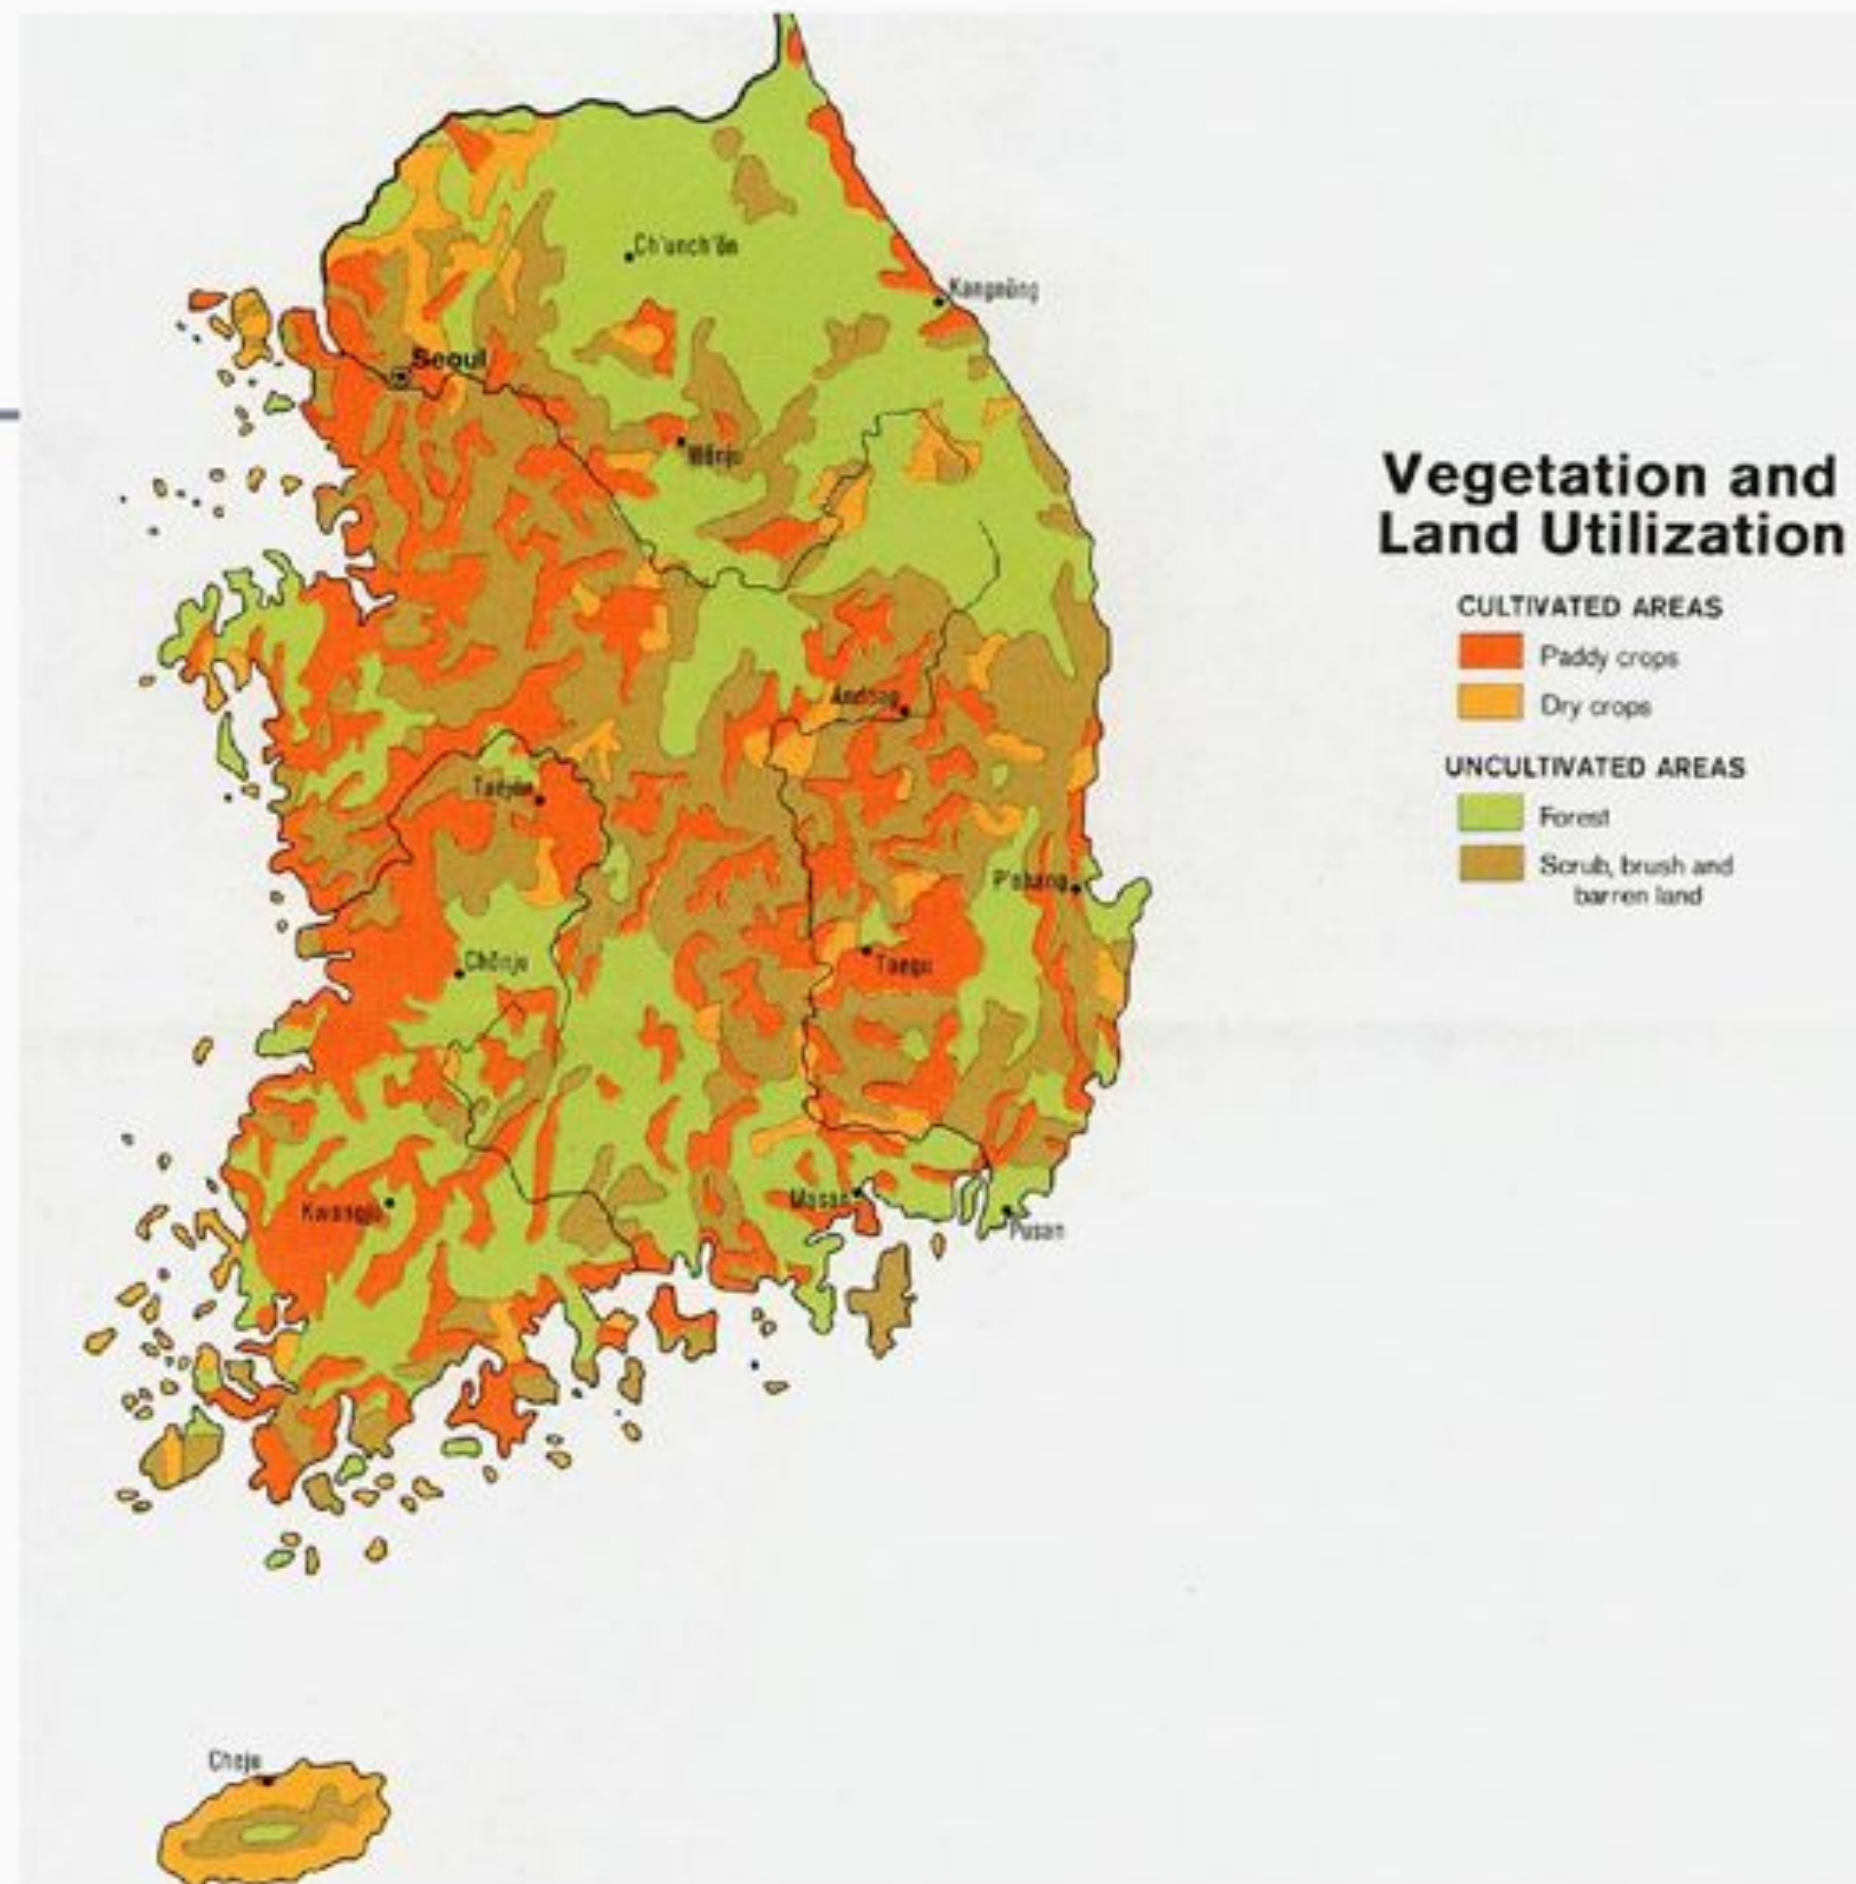 Ch'unch'ŏn
Kangnŭng
Seoul
Wŏnju
Vegetation and
Land Utilization
CULTIVATED AREAS
Paddy crops
Dry crops
Andong
UNCULTIVATED AREAS
Taejŏn
Forest
Scrub, brush and
barren land
P'ohang
Chŏnju
Taegu
Masan
Kwangju
Pusan
Cheju